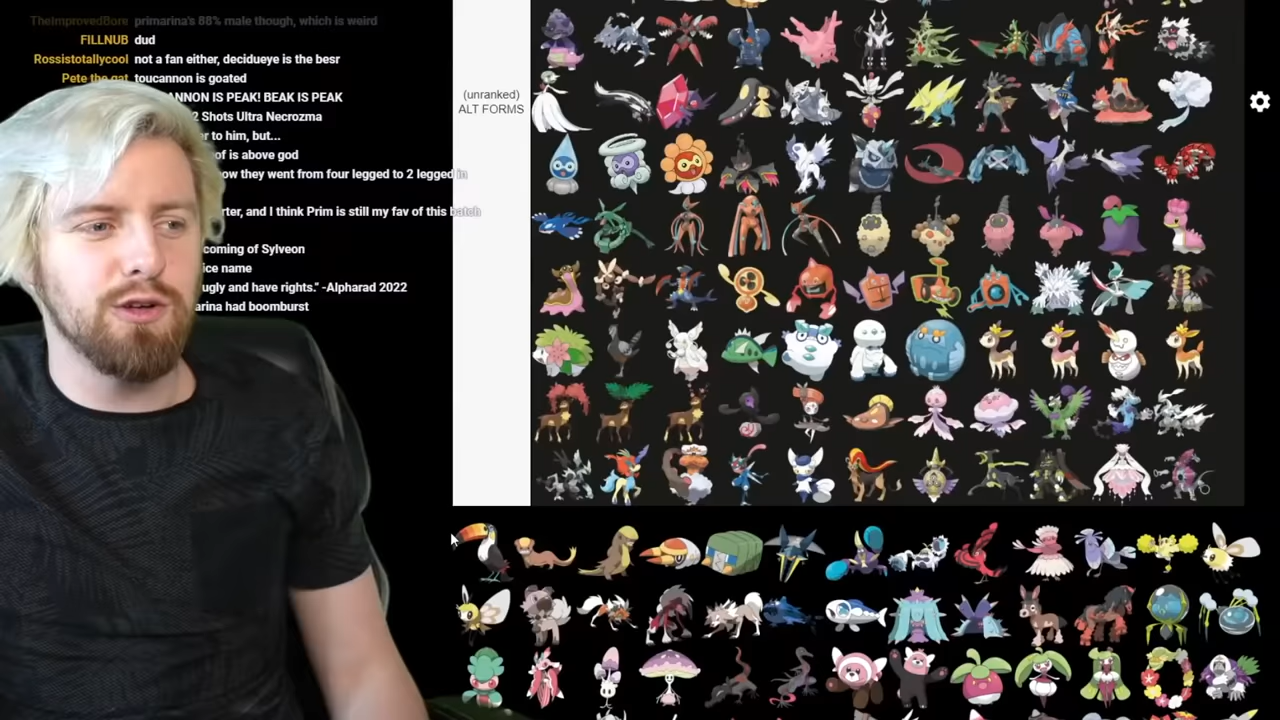 TheImprovedBore primarina's 88% male though, which is weird
FILLNUB dud
Rossistotallycool not a fan either, decidueye is the besr
Pete the gat toucannon is goated
ANNON IS PEAK! BEAK IS PEAK
2 Shots Ultra Necrozma
er to him, but...
of is above god
ow they went from four legged to 2 legged in
rter, and I think Prim is still my fav of this batch
coming of Sylveon
ice name
ugly and have rights." -Alpharad 2022
arina had boomburst
(unranked)
ALT FORMS